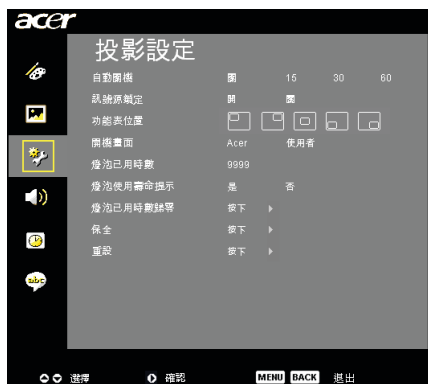 acer
投影設定
自動關機 關 15 30 60
訊號源鎖定 開 關
功能表位置
開機畫面 Acer 使用者
燈泡已用時數 9999
燈泡使用壽命提示 是 否
燈泡已用時數歸零 按下
保全 按下
重設 按下
abc
選擇 確認 MENU BACK 退出